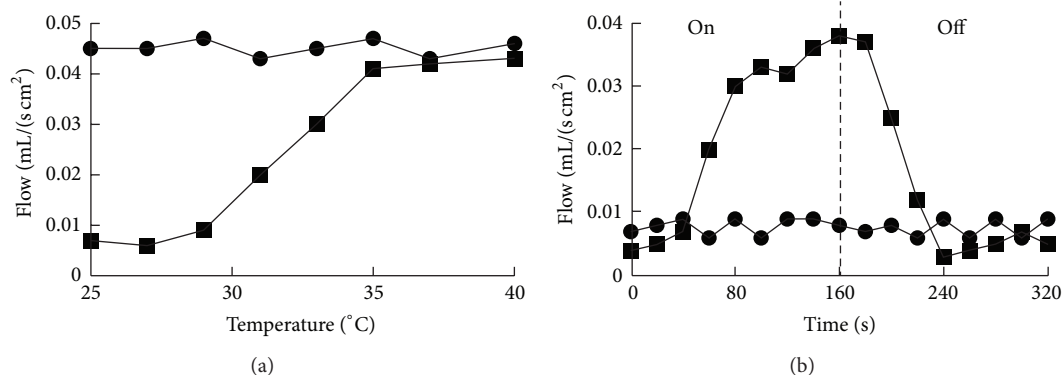 0.05
0.04
0.03
0.02
0.01
0
Flow (mL/(s cm²)
25
30
35
40
Temperature (°C)
(a)
0.04
0.03
0.02
0.01
0
Flow (mL/(s cm²)
On
Off
0
80
160
240
320
Time (s)
(b)